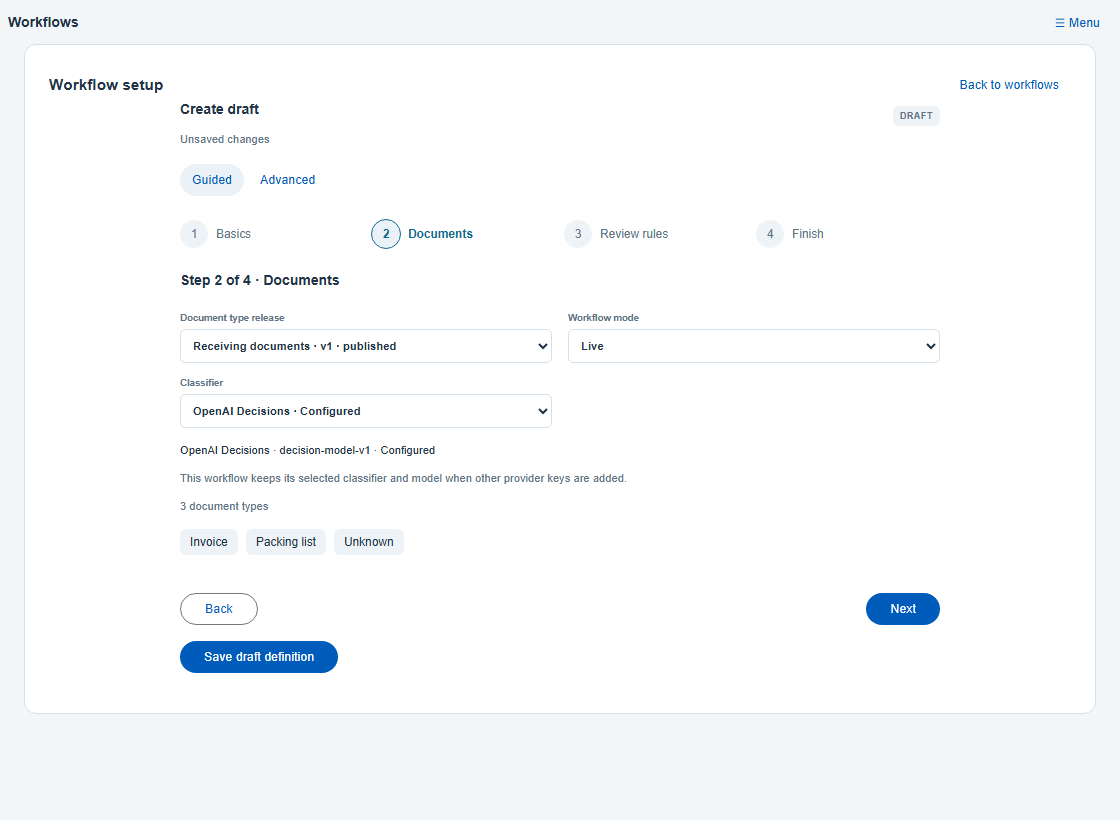 Workflows
☰ Menu
Workflow setup
Back to workflows
Create draft
DRAFT
Unsaved changes
Guided
Advanced
1 Basics
2 Documents
3 Review rules
4 Finish
Step 2 of 4 · Documents
Document type release
Workflow mode
Receiving documents · v1 · published
Live
Classifier
OpenAI Decisions · Configured
OpenAI Decisions · decision-model-v1 · Configured
This workflow keeps its selected classifier and model when other provider keys are added.
3 document types
Invoice
Packing list
Unknown
Back
Next
Save draft definition